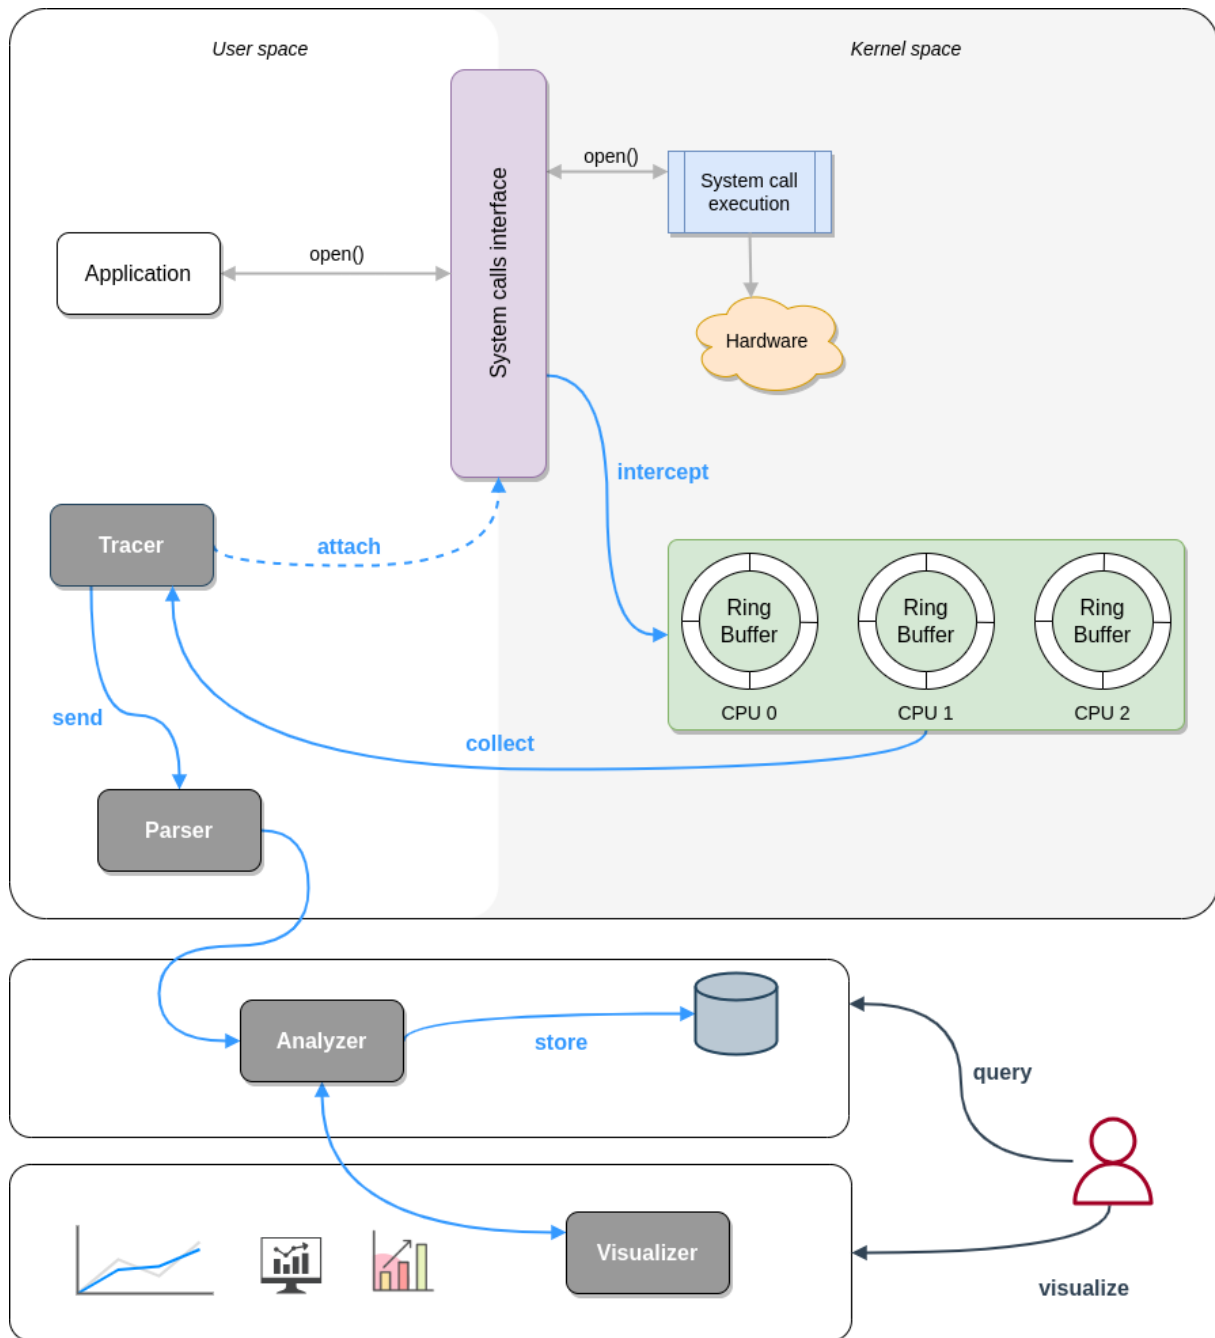 User space
Kernel space
open()
System call
execution
System calls interface
Application
open()
Hardware
intercept
Tracer
attach
Ring
Buffer
Ring
Buffer
Ring
Buffer
CPU 0
CPU 1
CPU 2
send
collect
Parser
Analyzer
store
query
Visualizer
visualize